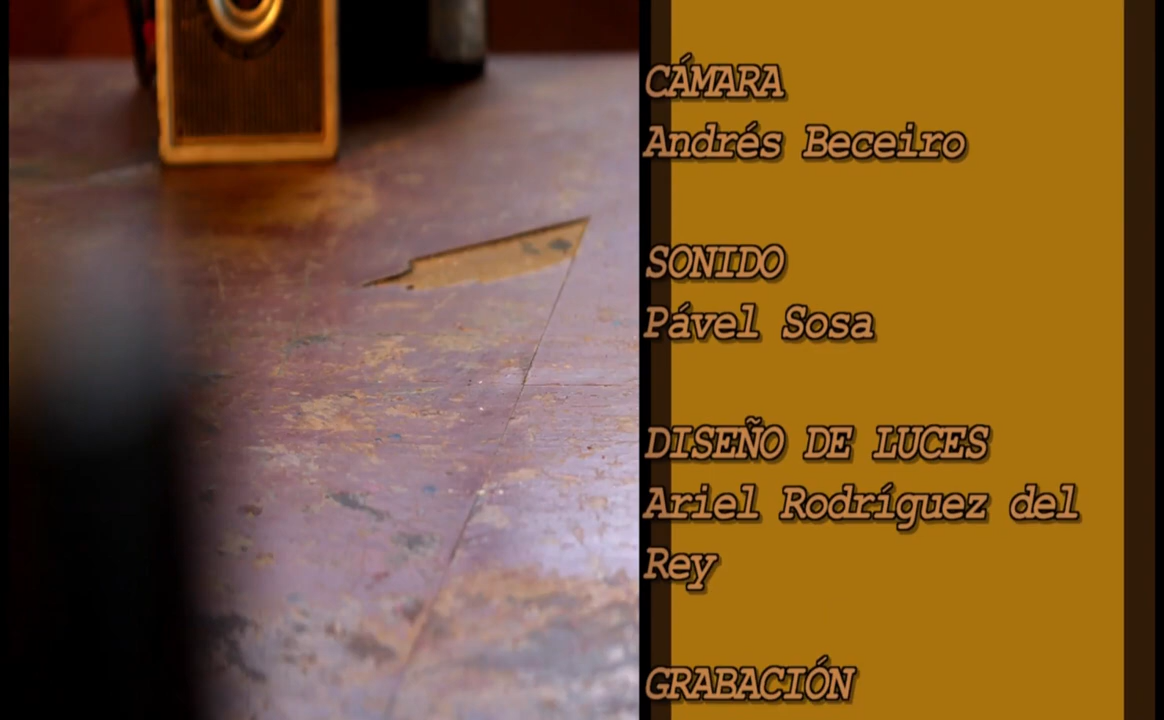 CÁMARA
Andrés Beceiro
SONIDO
Pável Sosa
DISEÑO DE LUCES
Ariel Rodríguez del
Rey
GRABACIÓN